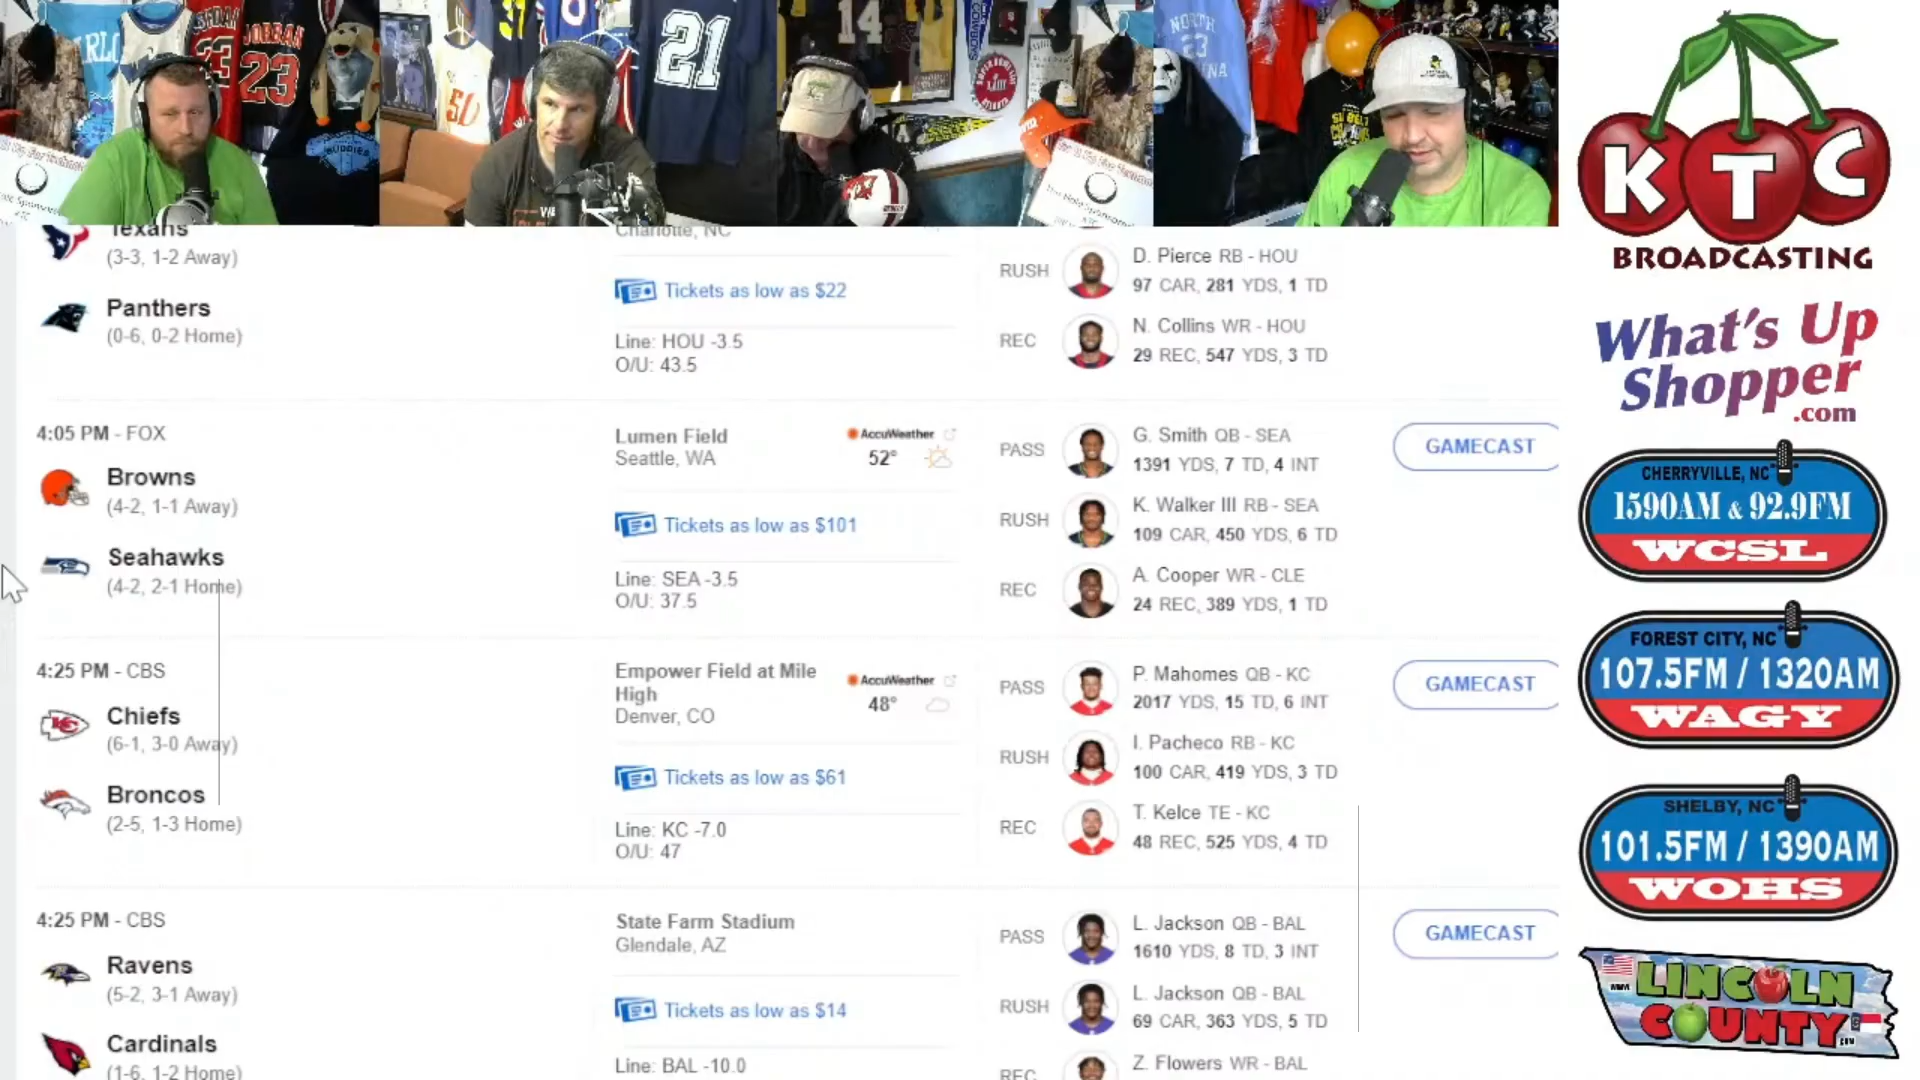 JORDAN
23
23
50
21
14
NORTH
23
KTC
BROADCASTING
What's Up
Shopper
.com
CHERRYVILLE, NC
1590AM & 92.9FM
WCSL
FOREST CITY, NC
107.5FM / 1320AM
WAGY
SHELBY, NC
101.5FM / 1390AM
WOHS
LINCOLN
COUNTY
Texans
(3-3, 1-2 Away)
Panthers
(0-6, 0-2 Home)
Charlotte, NC
Tickets as low as $22
Line: HOU -3.5
O/U: 43.5
RUSH
D. Pierce RB - HOU
97 CAR, 281 YDS, 1 TD
REC
N. Collins WR - HOU
29 REC, 547 YDS, 3 TD
4:05 PM - FOX
Browns
(4-2, 1-1 Away)
Seahawks
(4-2, 2-1 Home)
Lumen Field
Seattle, WA
AccuWeather
52°
Tickets as low as $101
Line: SEA -3.5
O/U: 37.5
PASS
G. Smith QB - SEA
1391 YDS, 7 TD, 4 INT
RUSH
K. Walker III RB - SEA
109 CAR, 450 YDS, 6 TD
REC
A. Cooper WR - CLE
24 REC, 389 YDS, 1 TD
GAMECAST
4:25 PM - CBS
Chiefs
(6-1, 3-0 Away)
Broncos
(2-5, 1-3 Home)
Empower Field at Mile
High
Denver, CO
AccuWeather
48°
Tickets as low as $61
Line: KC -7.0
O/U: 47
PASS
P. Mahomes QB - KC
2017 YDS, 15 TD, 6 INT
RUSH
I. Pacheco RB - KC
100 CAR, 419 YDS, 3 TD
REC
T. Kelce TE - KC
48 REC, 525 YDS, 4 TD
GAMECAST
4:25 PM - CBS
Ravens
(5-2, 3-1 Away)
Cardinals
(1-6, 1-2 Home)
State Farm Stadium
Glendale, AZ
Tickets as low as $14
Line: BAL -10.0
PASS
L. Jackson QB - BAL
1610 YDS, 8 TD, 3 INT
RUSH
L. Jackson QB - BAL
69 CAR, 363 YDS, 5 TD
REC
Z. Flowers WR - BAL
GAMECAST